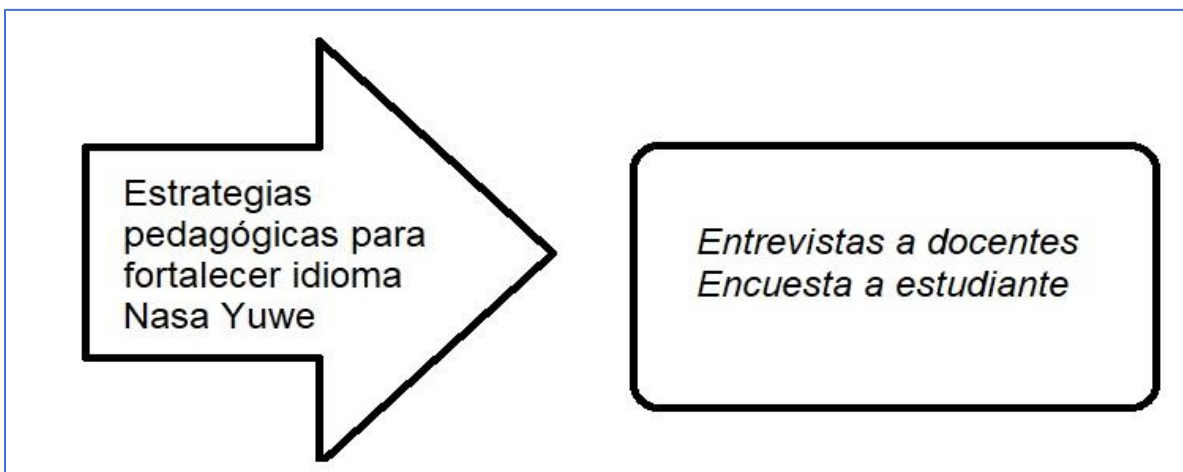 Estrategias
pedagógicas para
fortalecer idioma
Nasa Yuwe
Entrevistas a docentes
Encuesta a estudiante